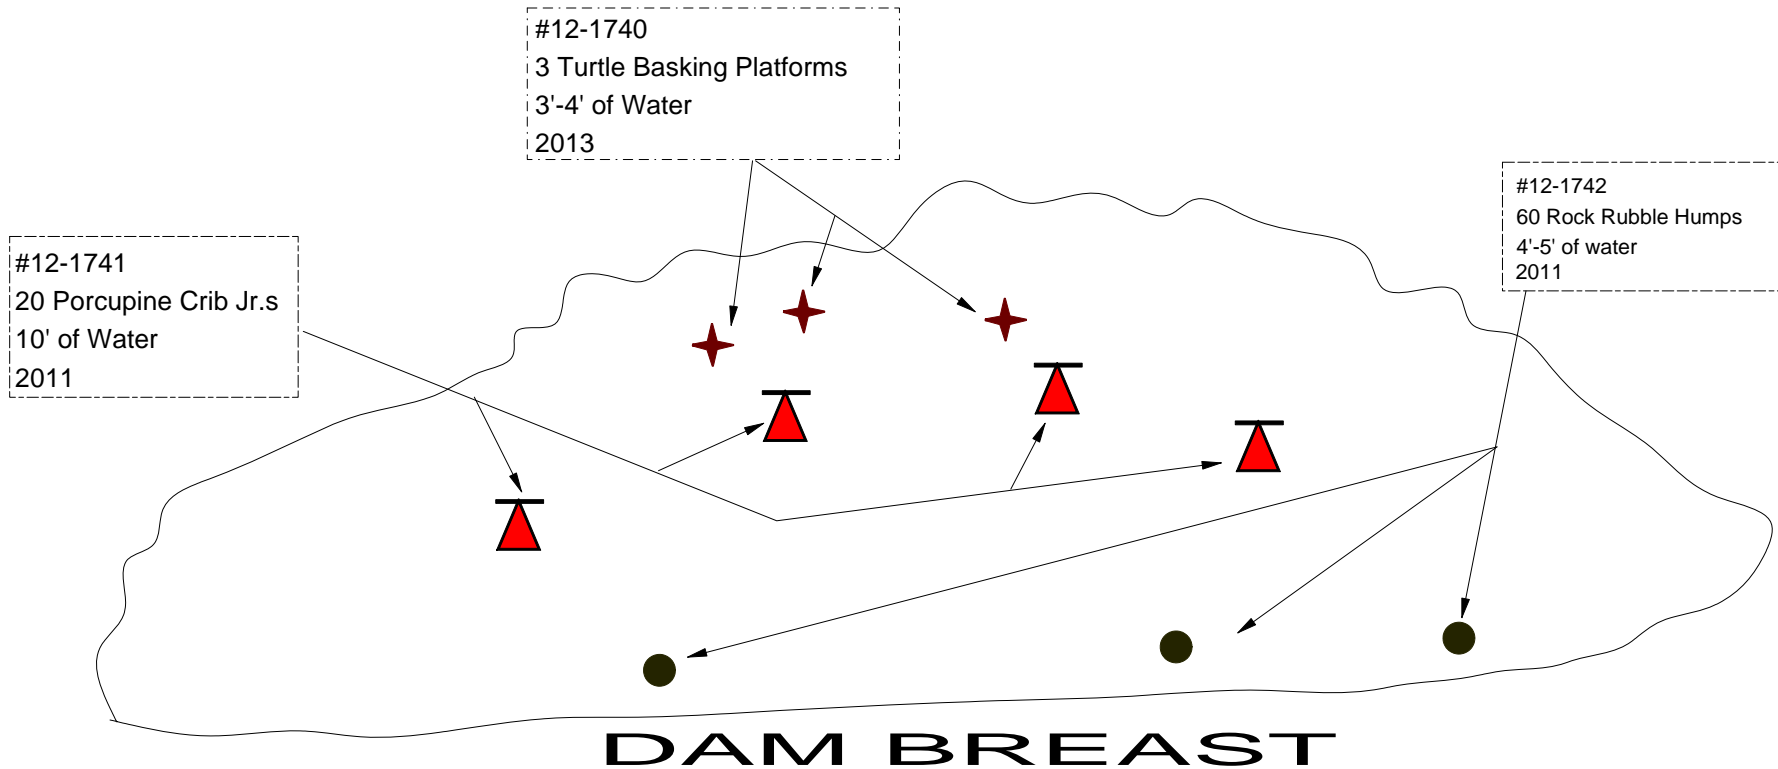 #12-1740
3 Turtle Basking Platforms
3'-4' of Water
2013
#12-1742
60 Rock Rubble Humps
4'-5' of water
2011
#12-1741
20 Porcupine Crib Jr.s
10' of Water
2011
DAM BREAST